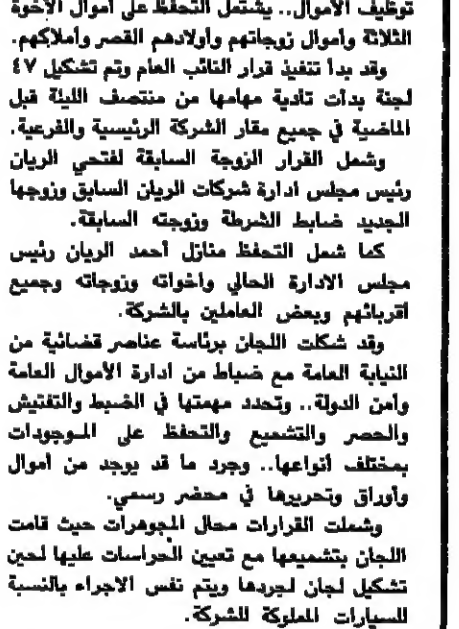 توظيف الأموال.. يشتمل التحفظ على أموال الاخوة
الثلاثة وأموال زوجاتهم وأولادهم القصر وأملاكهم.
وقد بدأ تنفيذ قرار النائب العام وتم تشكيل ٤٧
لجنة بدأت تأدية مهامها من منتصف الليلة قبل
الماضية في جميع مقار الشركة الرئيسية والفرعية.
وشمل القرار الزوجة السابقة لفتحي الريان
رئيس مجلس ادارة شركات الريان السابق وزوجها
الجديد ضابط الشرطة وزوجته السابقة.
كما شمل التحفظ منازل أحمد الريان رئيس
مجلس الادارة الحالي وأخواته وزوجاته وجميع
أقربائهم وبعض العاملين بالشركة.
وقد شكلت اللجان برئاسة عناصر قضائية من
النيابة العامة مع ضباط من ادارة الأموال العامة
وأمن الدولة.. وتحدد مهمتها في الضبط والتفتيش
والحصر والتشميع والتحفظ على المـوجودات
بمختلف أنواعها.. وجرد ما قد يوجد من أموال
وأوراق وتحريرها في محضر رسمي.
وشملت القرارات محال المجوهرات حيث قامت
اللجان بتشميعها مع تعيين الحراسات عليها لحين
تشكيل لجان لجردها ويتم نفس الاجراء بالنسبة
للسيارات المملوكة للشركة.